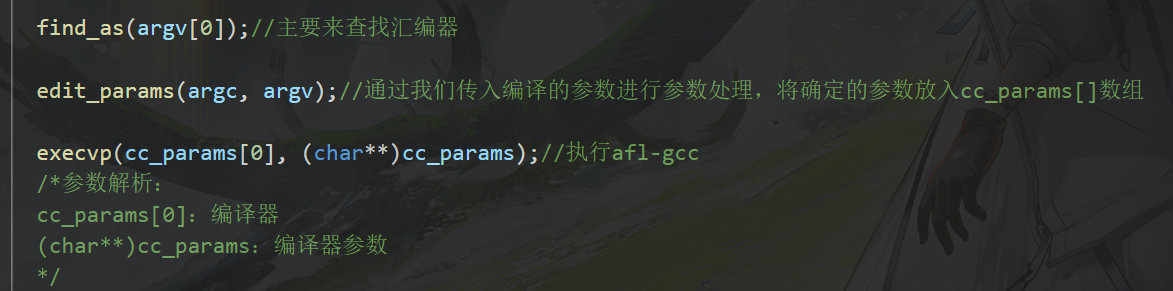 find_as(argv[0]);//主要来查找汇编器
edit_params(argc, argv);//通过我们传入编译的参数进行参数处理，将确定的参数放入cc_params[]数组
execvp(cc_params[0], (char**)cc_params);//执行afl-gcc
/*参数解析：
cc_params[0]：编译器
(char**)cc_params：编译器参数
*/